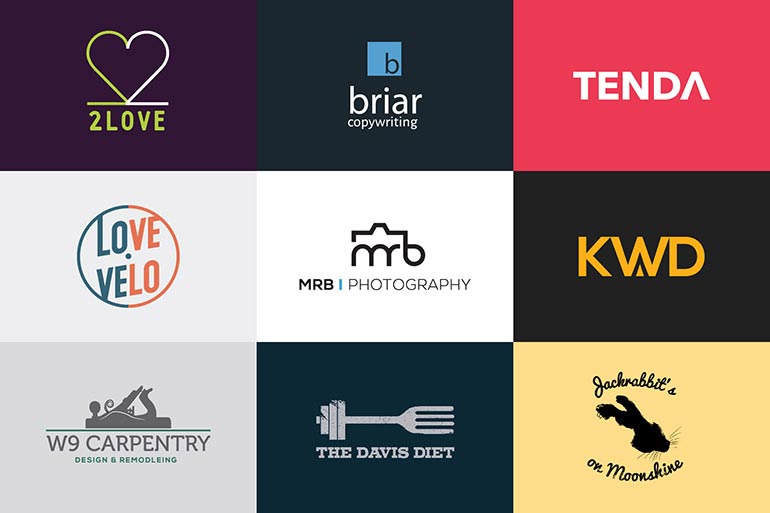 2LOVE
b
briar
copywriting
TENDA
LOVE
VELO
mrb
MRB | PHOTOGRAPHY
KWD
W9 CARPENTRY
DESIGN & REMODLEING
THE DAVIS DIET
Jackrabbit's
on Moonshine